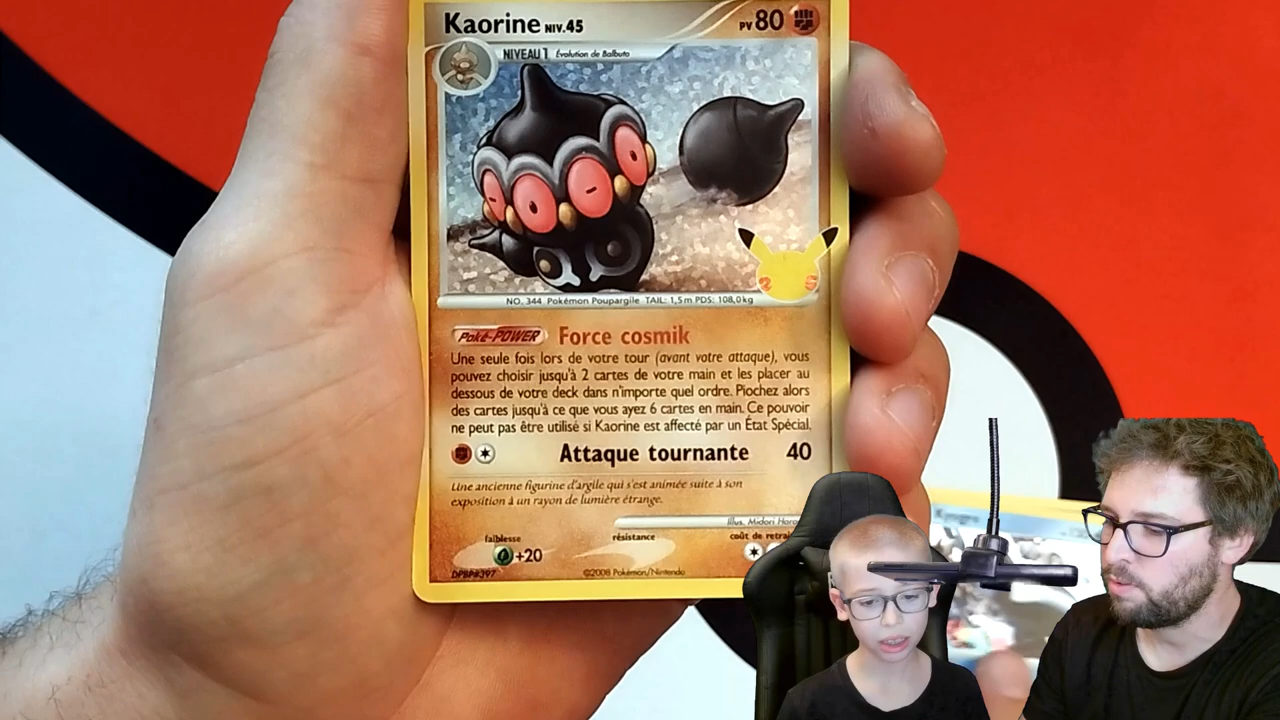 Kaorine NIV.45 PV 80
NIVEAU 1 Évolution de Balbuto
NO. 344 Pokémon Poupargile TAIL: 1,5m PDS: 108,0kg
Poké-POWER Force cosmik
Une seule fois lors de votre tour (avant votre attaque), vous
pouvez choisir jusqu'à 2 cartes de votre main et les placer au
dessous de votre deck dans n'importe quel ordre. Piochez alors
des cartes jusqu'à ce que vous ayez 6 cartes en main. Ce pouvoir
ne peut pas être utilisé si Kaorine est affecté par un État Spécial.
Attaque tournante 40
Une ancienne figurine d'argile qui s'est animée suite à son
exposition à un rayon de lumière étrange.
Illus. Midori
faiblesse résistance coût de
+20
©2008 Pokémon/Nintendo